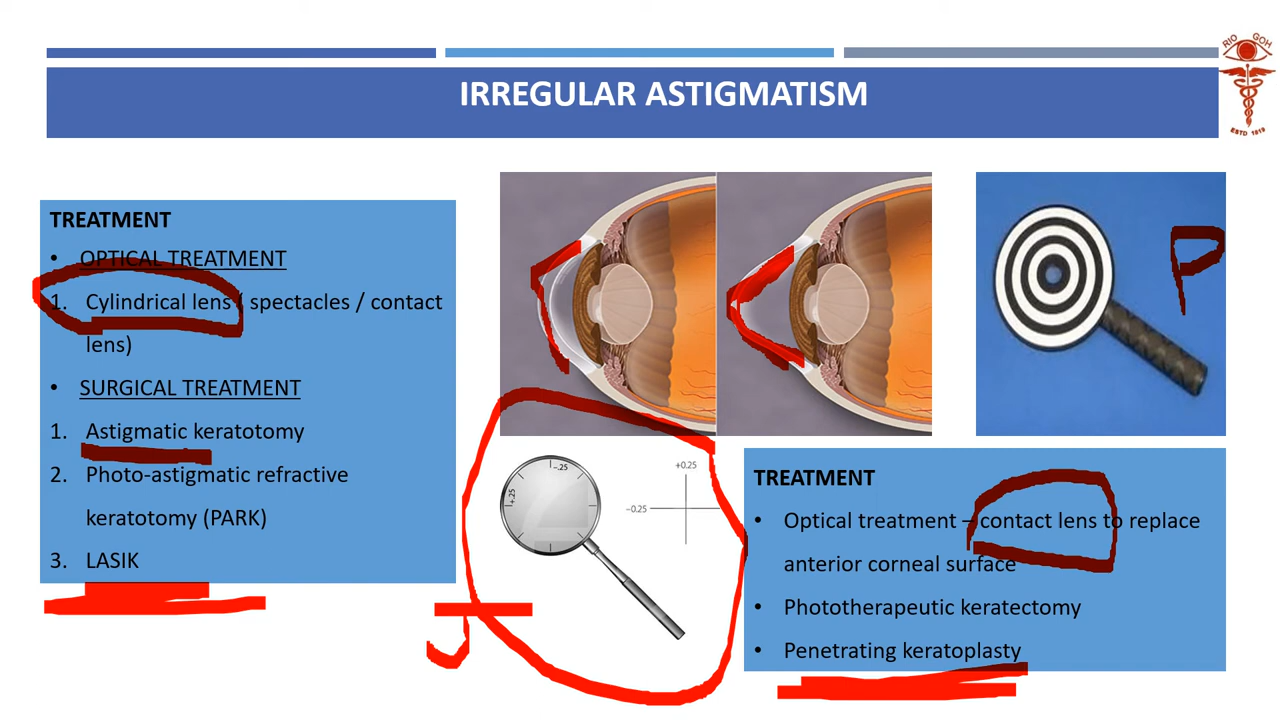 IRREGULAR ASTIGMATISM
RIO GOH
ESTD 1819
TREATMENT
• OPTICAL TREATMENT
1. Cylindrical lens( spectacles / contact
lens)
• SURGICAL TREATMENT
1. Astigmatic keratotomy
2. Photo-astigmatic refractive
keratotomy (PARK)
3. LASIK
P
-.25
+.25
+0.25
−0.25
J
TREATMENT
• Optical treatment – contact lens to replace
anterior corneal surface
• Phototherapeutic keratectomy
• Penetrating keratoplasty